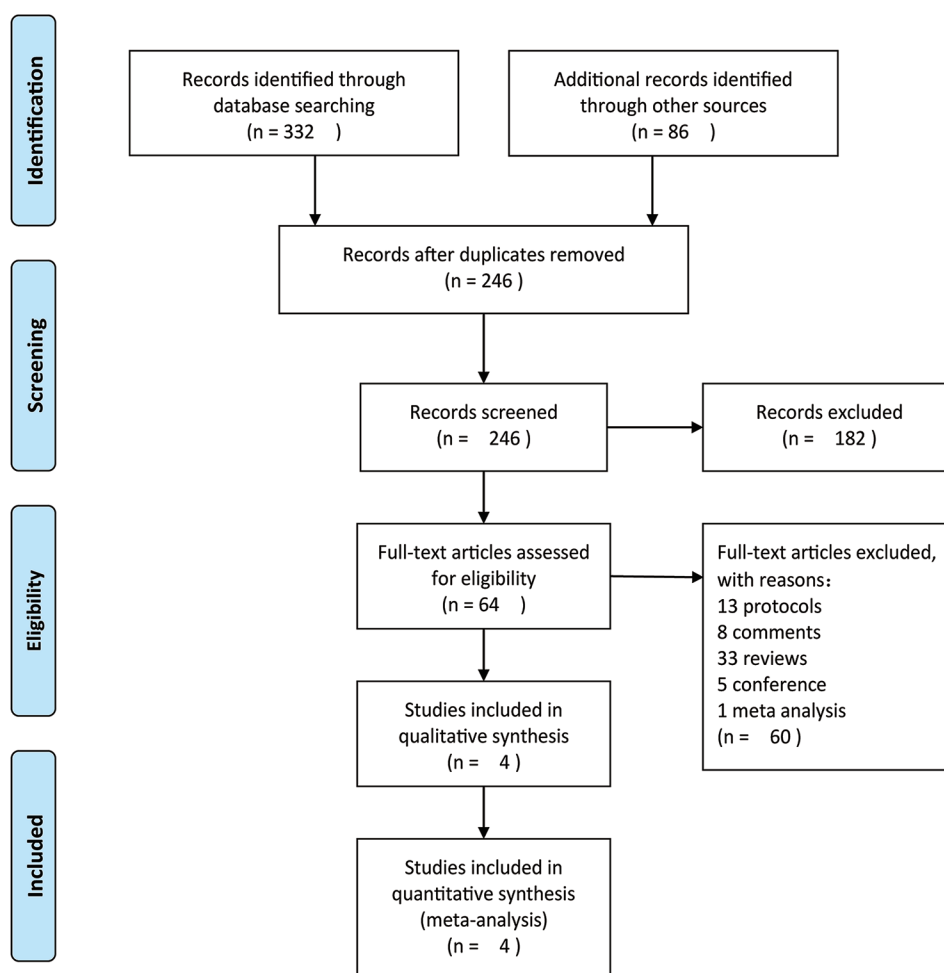 Identification
Records identified through
database searching
(n = 332 )
Additional records identified
through other sources
(n = 86 )
Records after duplicates removed
(n = 246 )
Screening
Records screened
(n = 246 )
Records excluded
(n = 182 )
Eligibility
Full-text articles assessed
for eligibility
(n = 64 )
Full-text articles excluded,
with reasons：
13 protocols
8 comments
33 reviews
5 conference
1 meta analysis
(n = 60 )
Studies included in
qualitative synthesis
(n = 4 )
Included
Studies included in
quantitative synthesis
(meta-analysis)
(n = 4 )